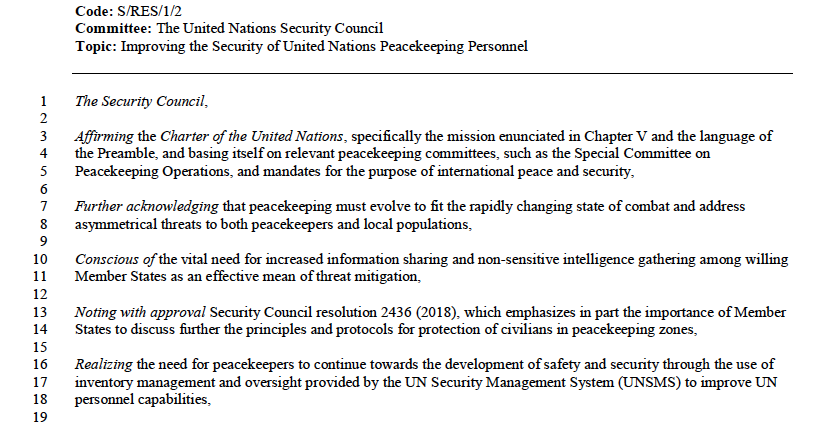 Code: S/RES/1/2
Committee: The United Nations Security Council
Topic: Improving the Security of United Nations Peacekeeping Personnel
1 The Security Council,
2
3 Affirming the Charter of the United Nations, specifically the mission enunciated in Chapter V and the language of
4 the Preamble, and basing itself on relevant peacekeeping committees, such as the Special Committee on
5 Peacekeeping Operations, and mandates for the purpose of international peace and security,
6
7 Further acknowledging that peacekeeping must evolve to fit the rapidly changing state of combat and address
8 asymmetrical threats to both peacekeepers and local populations,
9
10 Conscious of the vital need for increased information sharing and non-sensitive intelligence gathering among willing
11 Member States as an effective mean of threat mitigation,
12
13 Noting with approval Security Council resolution 2436 (2018), which emphasizes in part the importance of Member
14 States to discuss further the principles and protocols for protection of civilians in peacekeeping zones,
15
16 Realizing the need for peacekeepers to continue towards the development of safety and security through the use of
17 inventory management and oversight provided by the UN Security Management System (UNSMS) to improve UN
18 personnel capabilities,
19